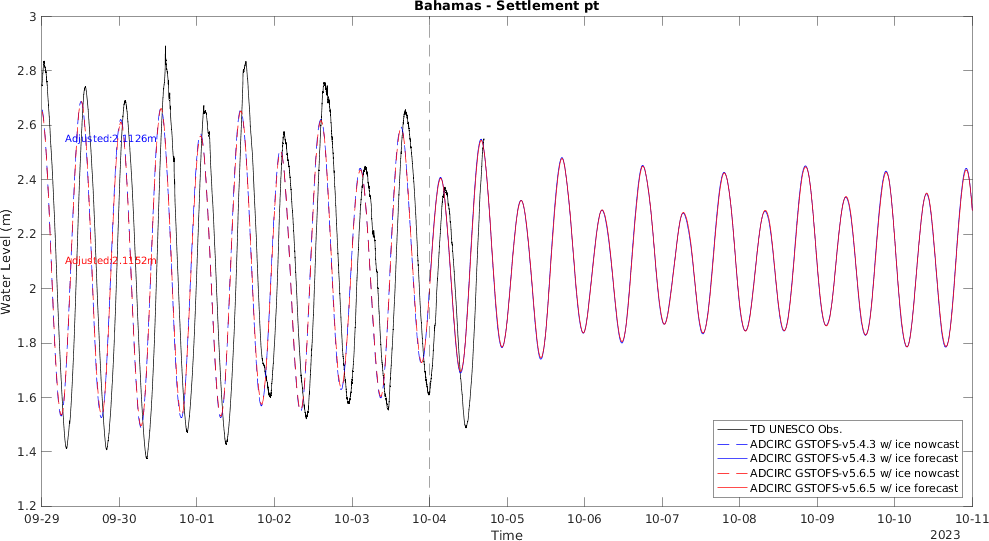 Bahamas - Settlement pt
3
2.8
2.6
2.4
2.2
2
1.8
1.6
1.4
1.2
Water Level (m)
Adjusted:2.1126m
Adjusted:2.1152m
TD UNESCO Obs.
ADCIRC GSTOFS-v5.4.3 w/ ice nowcast
ADCIRC GSTOFS-v5.4.3 w/ ice forecast
ADCIRC GSTOFS-v5.6.5 w/ ice nowcast
ADCIRC GSTOFS-v5.6.5 w/ ice forecast
09-29 09-30 10-01 10-02 10-03 10-04 10-05 10-06 10-07 10-08 10-09 10-10 10-11
Time
2023